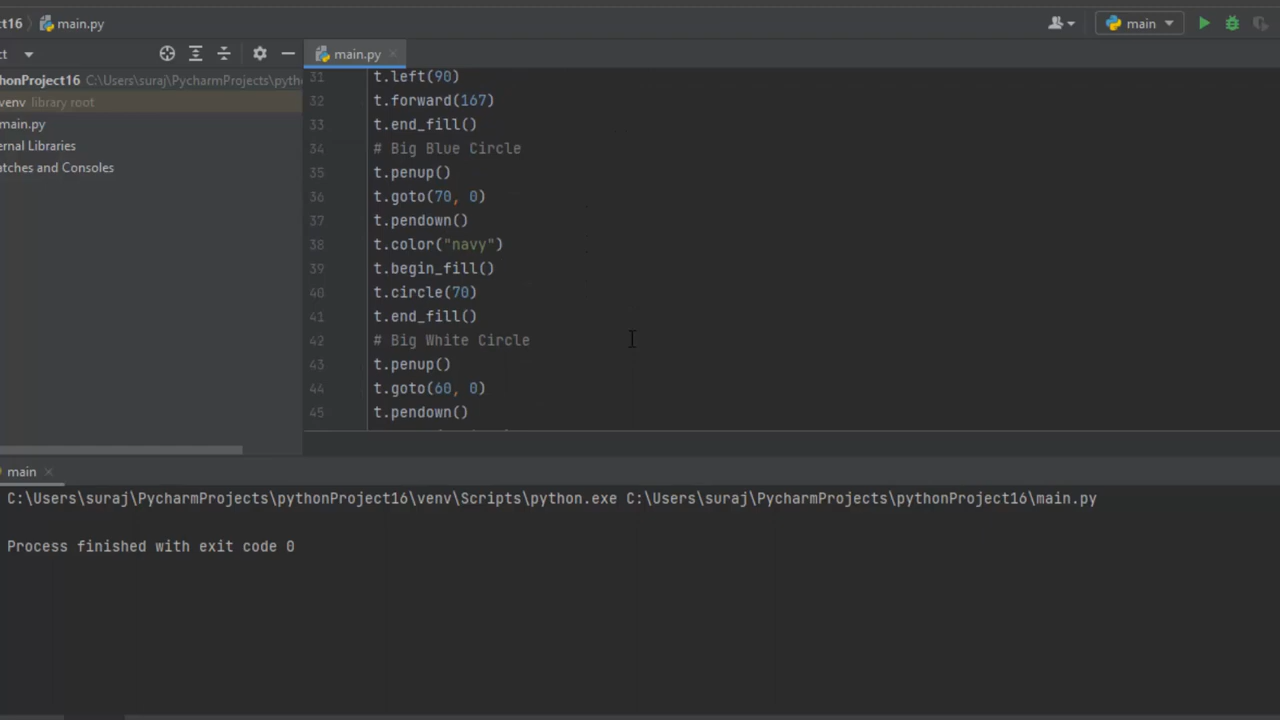 ct16 main.py
main
ct
main.py
thonProject16 C:\Users\suraj\PycharmProjects\pytho
venv library root
main.py
ernal Libraries
atches and Consoles
31 t.left(90)
32 t.forward(167)
33 t.end_fill()
34 # Big Blue Circle
35 t.penup()
36 t.goto(70, 0)
37 t.pendown()
38 t.color("navy")
39 t.begin_fill()
40 t.circle(70)
41 t.end_fill()
42 # Big White Circle
43 t.penup()
44 t.goto(60, 0)
45 t.pendown()
main
C:\Users\suraj\PycharmProjects\pythonProject16\venv\Scripts\python.exe C:\Users\suraj\PycharmProjects\pythonProject16\main.py
Process finished with exit code 0